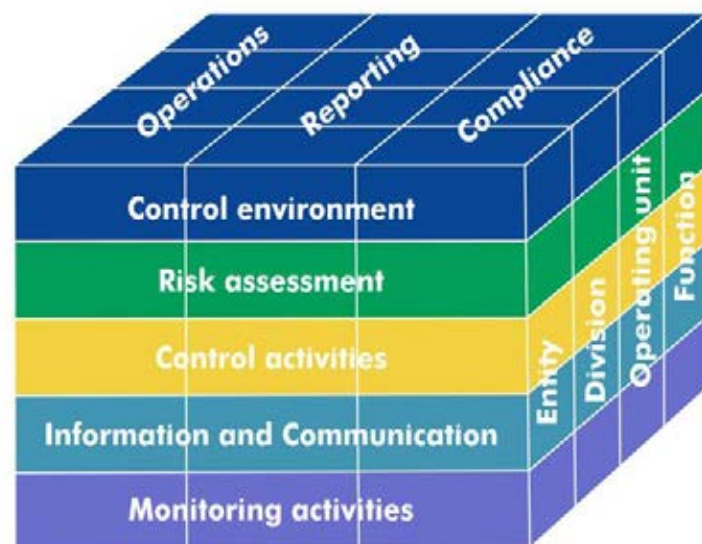 Operations
Reporting
Compliance
Control environment
Risk assessment
Control activities
Information and Communication
Monitoring activities
Entity
Division
Operating unit
Function